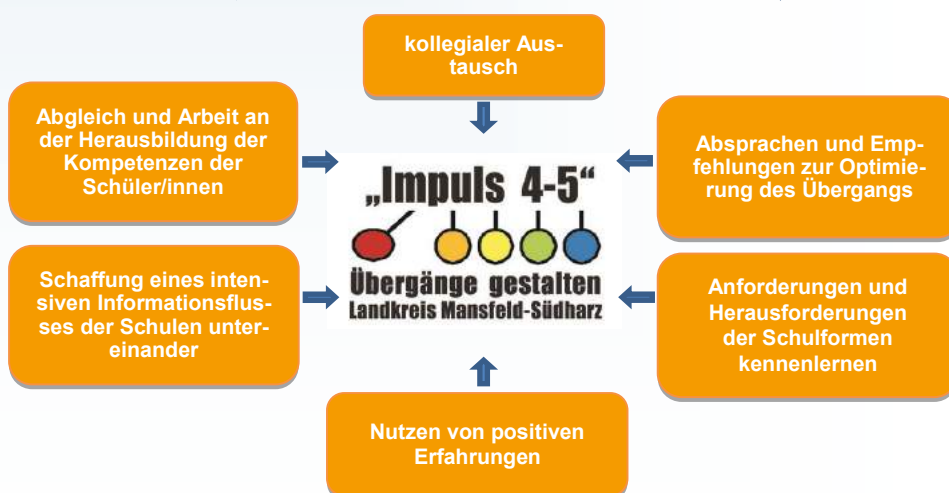 kollegialer Aus-
tausch
Abgleich und Arbeit an
der Herausbildung der
Kompetenzen der
Schüler/innen
Absprachen und Emp-
fehlungen zur Optimie-
rung des Übergangs
„Impuls 4-5“
Übergänge gestalten
Landkreis Mansfeld-Südharz
Schaffung eines inten-
siven Informationsflus-
ses der Schulen unter-
einander
Anforderungen und
Herausforderungen
der Schulformen
kennenlernen
Nutzen von positiven
Erfahrungen